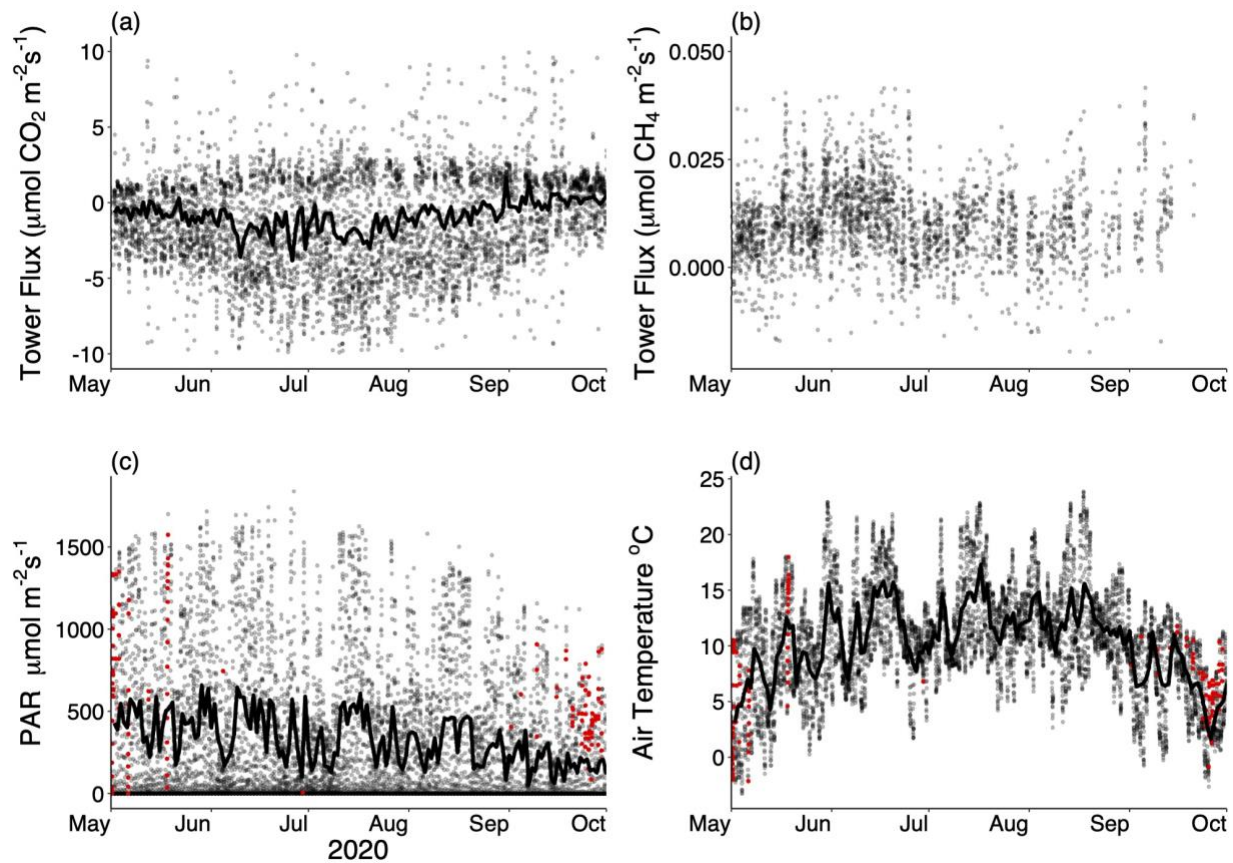 (a)
Tower Flux (μmol CO₂ m⁻²s⁻¹)
10
5
0
-5
-10
May Jun Jul Aug Sep Oct
(b)
Tower Flux (μmol CH₄ m⁻²s⁻¹)
0.050
0.025
0.000
May Jun Jul Aug Sep Oct
(c)
PAR μmol m⁻²s⁻¹
1500
1000
500
0
May Jun Jul Aug Sep Oct
2020
(d)
Air Temperature °C
25
20
15
10
5
0
May Jun Jul Aug Sep Oct